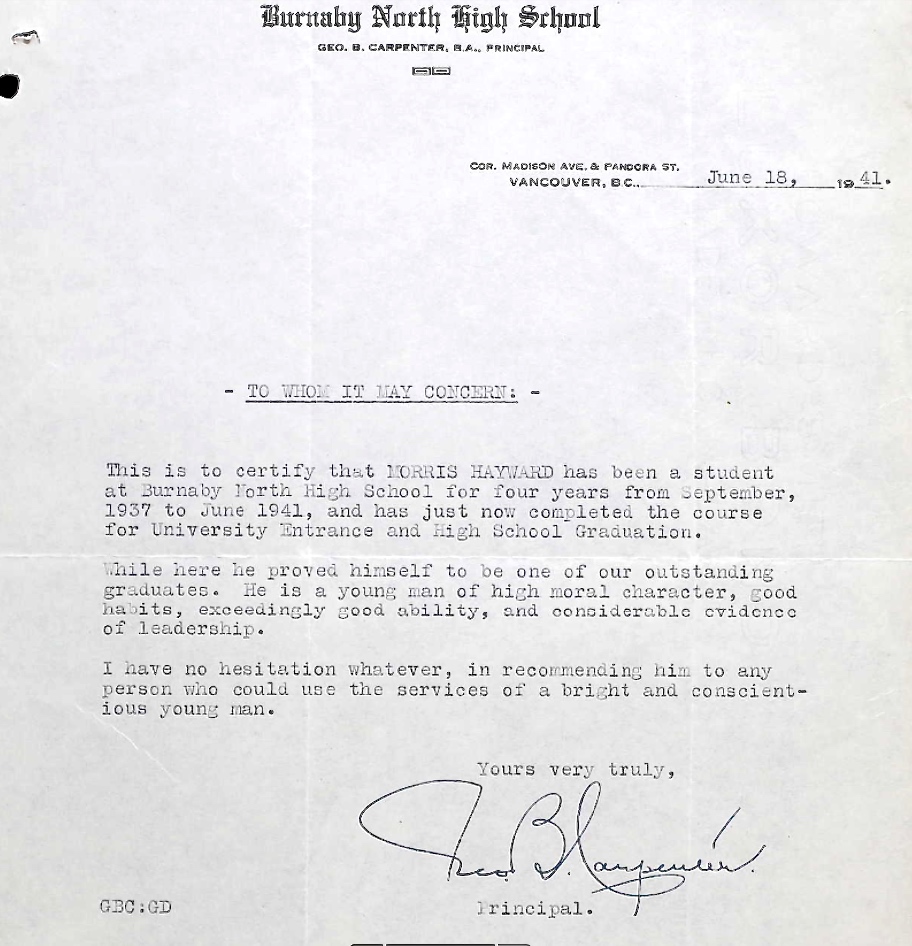 Burnaby North High School
GEO. B. CARPENTER, B.A., PRINCIPAL
COR. MADISON AVE. & PANDORA ST.
VANCOUVER, B.C., June 18, 1941.
- TO WHOM IT MAY CONCERN: -
This is to certify that NORRIS HAYWARD has been a student
at Burnaby North High School for four years from September,
1937 to June 1941, and has just now completed the course
for University Entrance and High School Graduation.
While here he proved himself to be one of our outstanding
graduates. He is a young man of high moral character, good
habits, exceedingly good ability, and considerable evidence
of leadership.
I have no hesitation whatever, in recommending him to any
person who could use the services of a bright and conscient-
ious young man.
Yours very truly,
Geo B. Carpenter.
GBC:GD Principal.